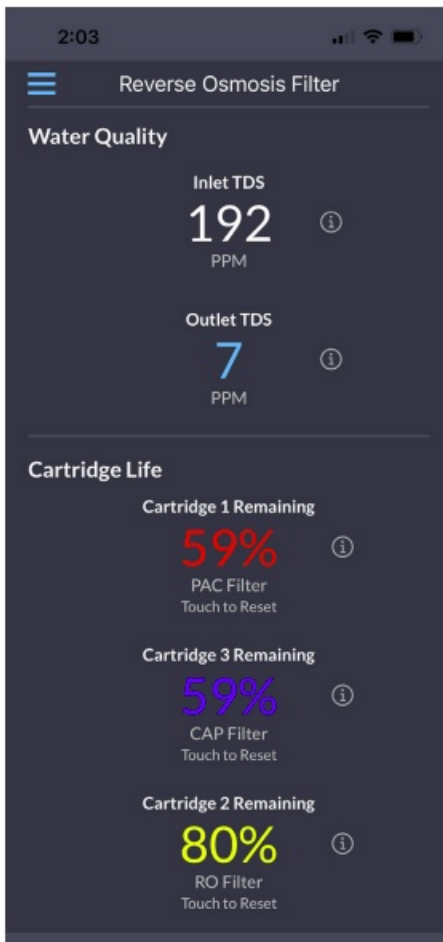 2:03
Reverse Osmosis Filter
Water Quality
Inlet TDS
192
PPM
Outlet TDS
7
PPM
Cartridge Life
Cartridge 1 Remaining
59%
PAC Filter
Touch to Reset
Cartridge 3 Remaining
59%
CAP Filter
Touch to Reset
Cartridge 2 Remaining
80%
RO Filter
Touch to Reset